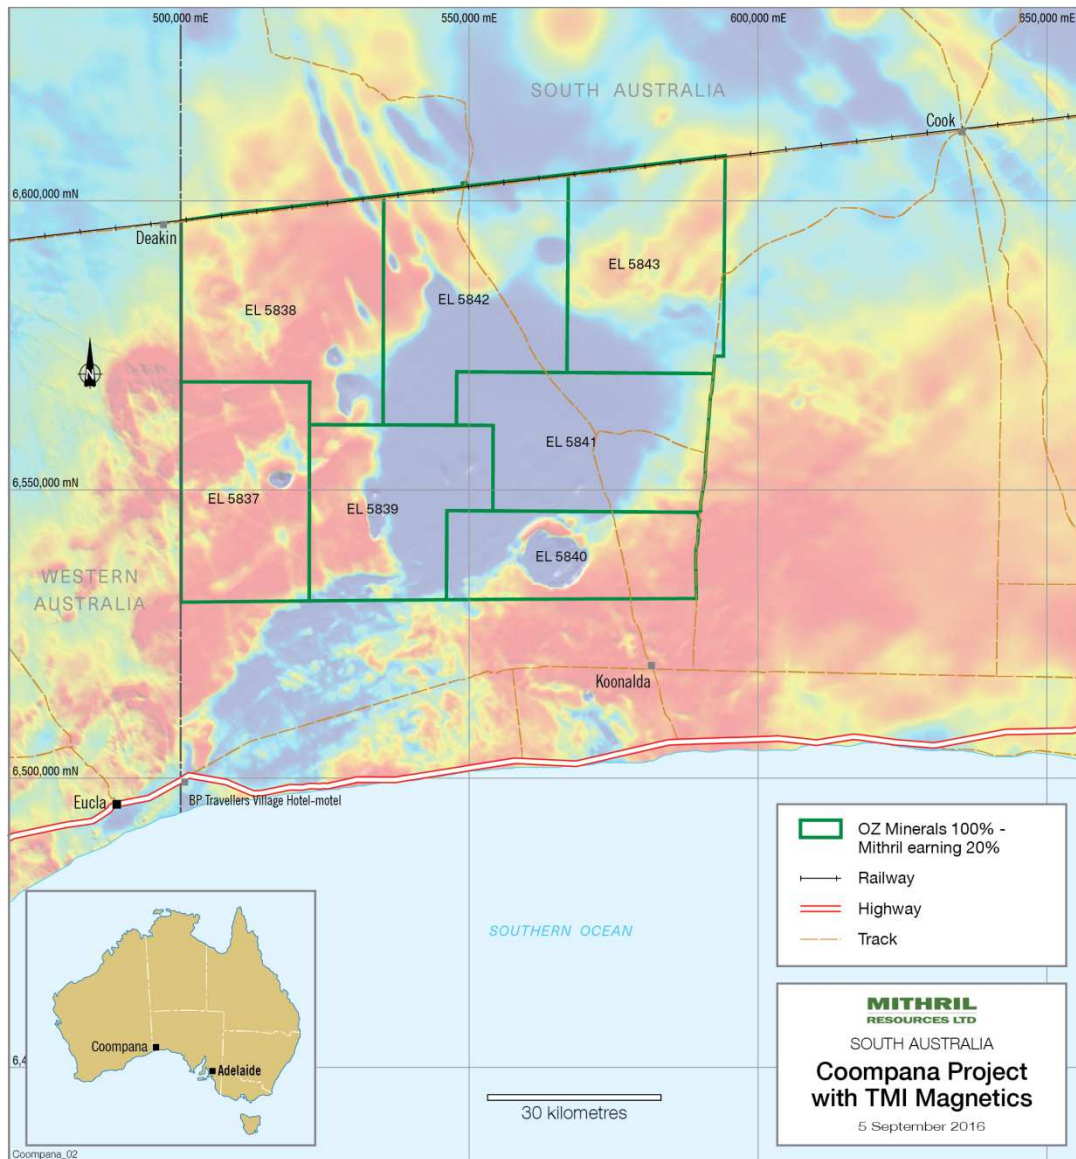 500,000 mE
550,000 mE
600,000 mE
650,000 mE
SOUTH AUSTRALIA
Cook
6,600,000 mN
Deakin
EL 5843
EL 5842
EL 5838
N
EL 5841
6,550,000 mN
EL 5837
EL 5839
EL 5840
WESTERN
AUSTRALIA
Koonalda
6,500,000 mN
Eucla
BP Travellers Village Hotel-motel
OZ Minerals 100% -
Mithril earning 20%
Railway
Highway
Track
SOUTHERN OCEAN
Coompana
Adelaide
30 kilometres
MITHRIL
RESOURCES LTD
SOUTH AUSTRALIA
Coompana Project
with TMI Magnetics
5 September 2016
Coompana_02